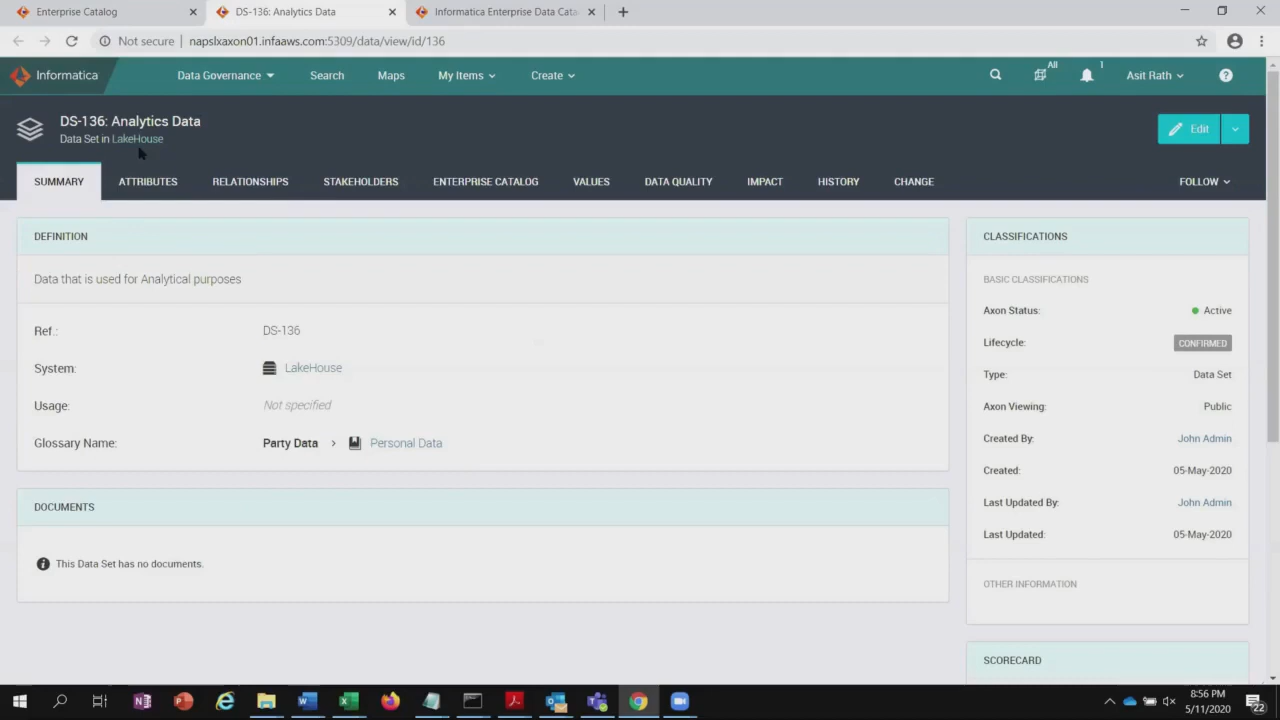 Enterprise Catalog
DS-136: Analytics Data
Informatica Enterprise Data Cata
Not secure
napslxaxon01.infaaws.com:5309/data/view/id/136
Informatica
Data Governance
Search
Maps
My Items
Create
All
1
Asit Rath
?
DS-136: Analytics Data
Data Set in LakeHouse
Edit
SUMMARY
ATTRIBUTES
RELATIONSHIPS
STAKEHOLDERS
ENTERPRISE CATALOG
VALUES
DATA QUALITY
IMPACT
HISTORY
CHANGE
FOLLOW
DEFINITION
Data that is used for Analytical purposes
Ref.: DS-136
System: LakeHouse
Usage: Not specified
Glossary Name: Party Data > Personal Data
DOCUMENTS
This Data Set has no documents.
CLASSIFICATIONS
BASIC CLASSIFICATIONS
Axon Status: Active
Lifecycle: CONFIRMED
Type: Data Set
Axon Viewing: Public
Created By: John Admin
Created: 05-May-2020
Last Updated By: John Admin
Last Updated: 05-May-2020
OTHER INFORMATION
SCORECARD
8:56 PM
5/11/2020
22